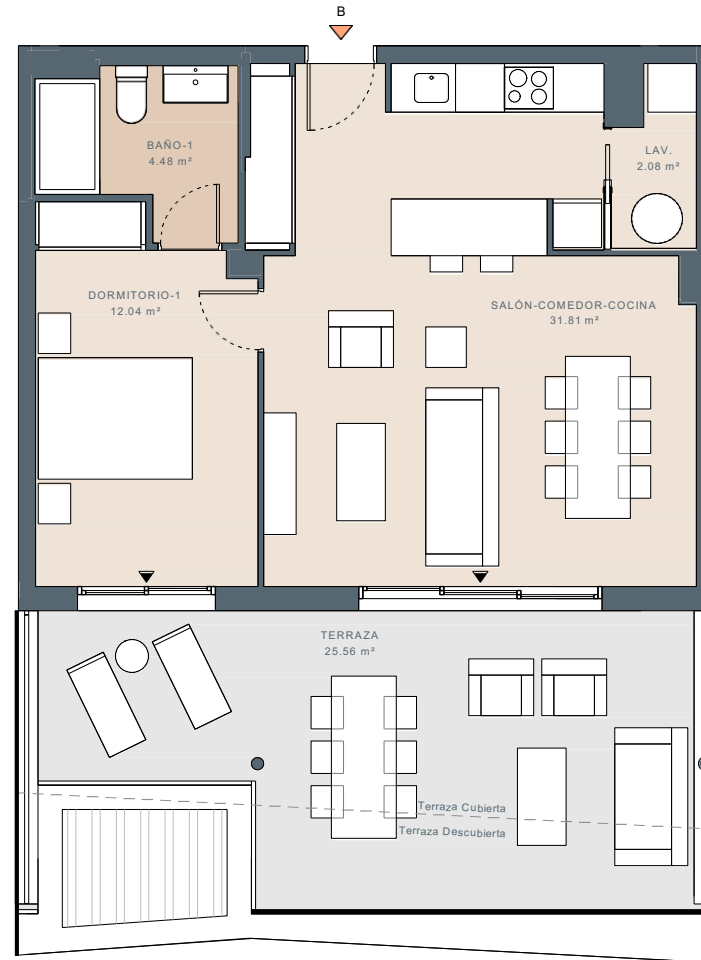 B
BAÑO-1
4.48 m²
LAV.
2.08 m²
DORMITORIO-1
12.04 m²
SALÓN-COMEDOR-COCINA
31.81 m²
TERRAZA
25.56 m²
Terraza Cubierta
Terraza Descubierta